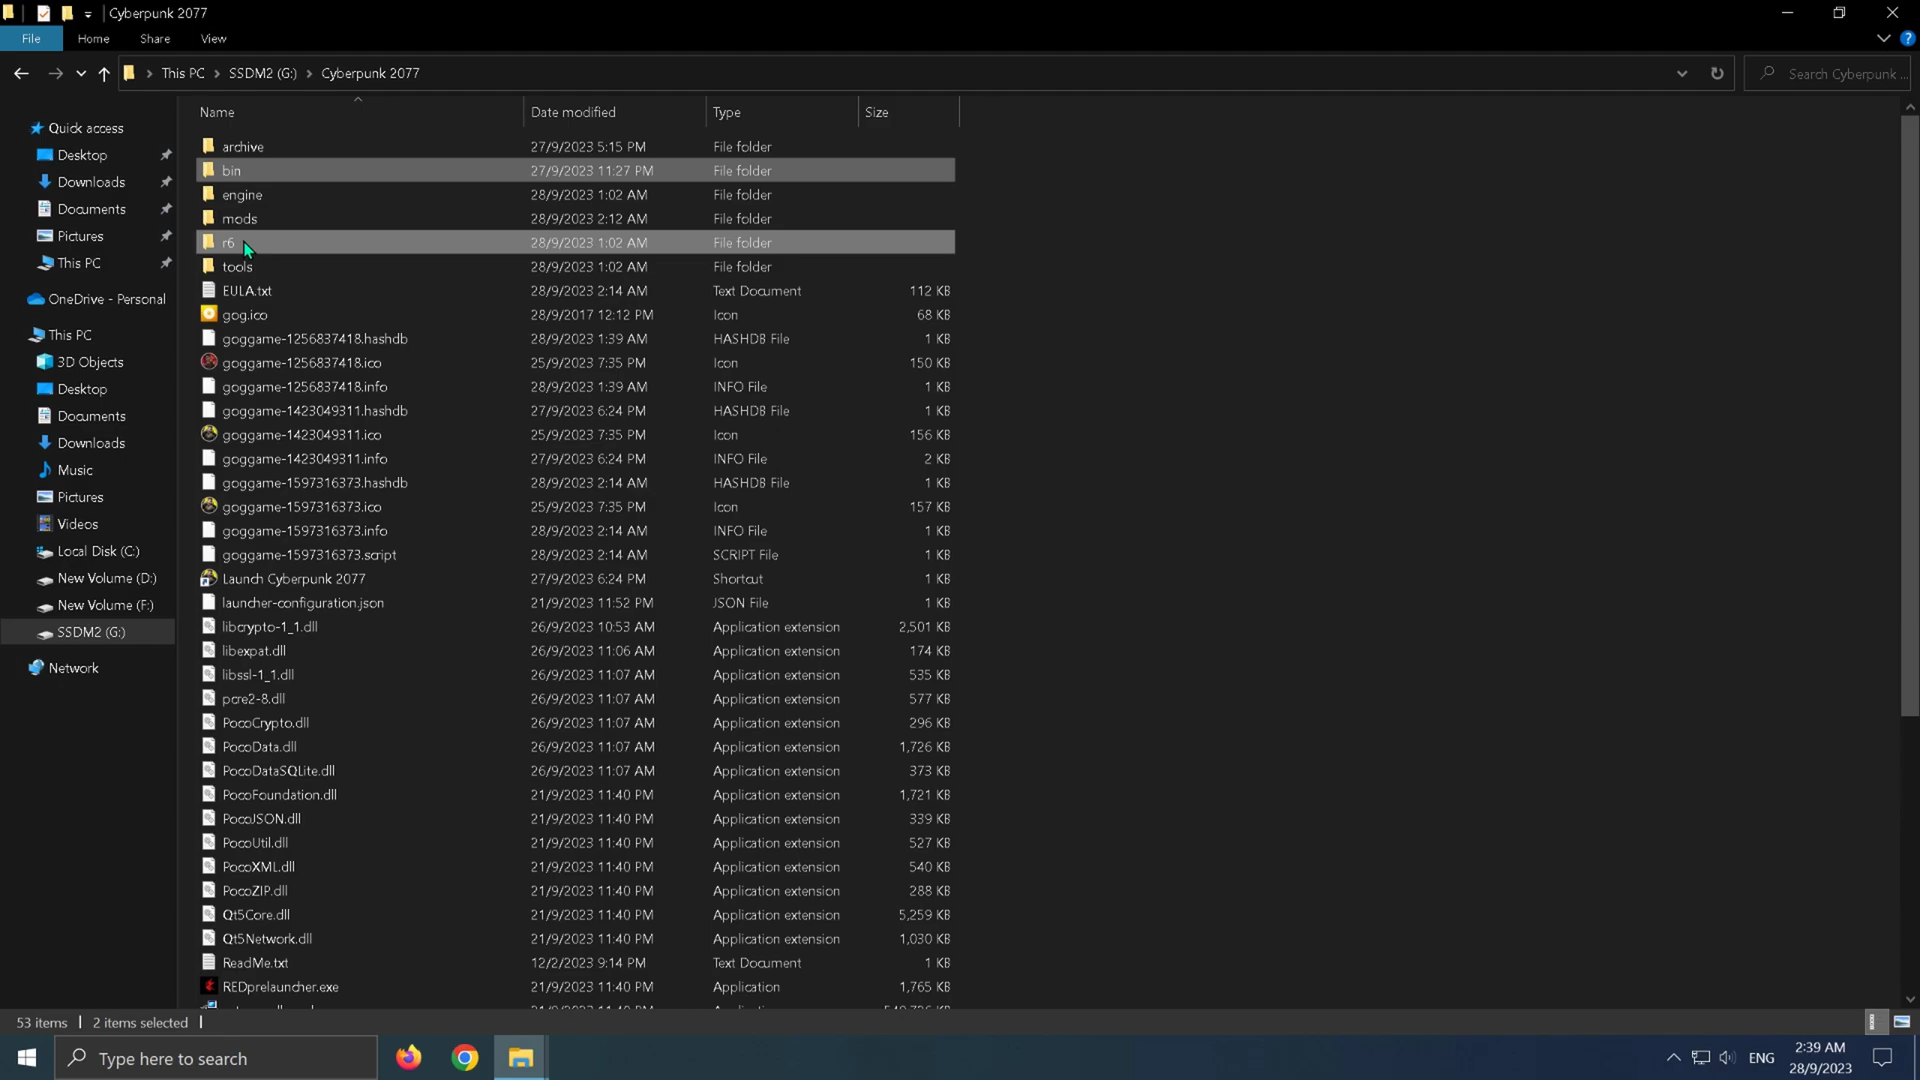 Cyberpunk 2077
File Home Share View
This PC SSDM2 (G:) Cyberpunk 2077 Search Cyberpunk ...
Name Date modified Type Size
Quick access
Desktop
Downloads
Documents
Pictures
This PC
OneDrive - Personal
This PC
3D Objects
Desktop
Documents
Downloads
Music
Pictures
Videos
Local Disk (C:)
New Volume (D:)
New Volume (F:)
SSDM2 (G:)
Network
archive 27/9/2023 5:15 PM File folder
bin 27/9/2023 11:27 PM File folder
engine 28/9/2023 1:02 AM File folder
mods 28/9/2023 2:12 AM File folder
r6 28/9/2023 1:02 AM File folder
tools 28/9/2023 1:02 AM File folder
EULA.txt 28/9/2023 2:14 AM Text Document 112 KB
gog.ico 28/9/2017 12:12 PM Icon 68 KB
goggame-1256837418.hashdb 28/9/2023 1:39 AM HASHDB File 1 KB
goggame-1256837418.ico 25/9/2023 7:35 PM Icon 150 KB
goggame-1256837418.info 28/9/2023 1:39 AM INFO File 1 KB
goggame-1423049311.hashdb 27/9/2023 6:24 PM HASHDB File 1 KB
goggame-1423049311.ico 25/9/2023 7:35 PM Icon 156 KB
goggame-1423049311.info 27/9/2023 6:24 PM INFO File 2 KB
goggame-1597316373.hashdb 28/9/2023 2:14 AM HASHDB File 1 KB
goggame-1597316373.ico 25/9/2023 7:35 PM Icon 157 KB
goggame-1597316373.info 28/9/2023 2:14 AM INFO File 1 KB
goggame-1597316373.script 28/9/2023 2:14 AM SCRIPT File 1 KB
Launch Cyberpunk 2077 27/9/2023 6:24 PM Shortcut 1 KB
launcher-configuration.json 21/9/2023 11:52 PM JSON File 1 KB
libcrypto-1_1.dll 26/9/2023 10:53 AM Application extension 2,501 KB
libexpat.dll 26/9/2023 11:06 AM Application extension 174 KB
libssl-1_1.dll 26/9/2023 11:07 AM Application extension 535 KB
pcre2-8.dll 26/9/2023 11:07 AM Application extension 577 KB
PocoCrypto.dll 26/9/2023 11:07 AM Application extension 296 KB
PocoData.dll 26/9/2023 11:07 AM Application extension 1,726 KB
PocoDataSQLite.dll 26/9/2023 11:07 AM Application extension 373 KB
PocoFoundation.dll 21/9/2023 11:40 PM Application extension 1,721 KB
PocoJSON.dll 21/9/2023 11:40 PM Application extension 339 KB
PocoUtil.dll 21/9/2023 11:40 PM Application extension 527 KB
PocoXML.dll 21/9/2023 11:40 PM Application extension 540 KB
PocoZIP.dll 21/9/2023 11:40 PM Application extension 288 KB
Qt5Core.dll 21/9/2023 11:40 PM Application extension 5,259 KB
Qt5Network.dll 21/9/2023 11:40 PM Application extension 1,030 KB
ReadMe.txt 12/2/2023 9:14 PM Text Document 1 KB
REDprelauncher.exe 21/9/2023 11:40 PM Application 1,765 KB
53 items 2 items selected
Type here to search
ENG
2:39 AM
28/9/2023